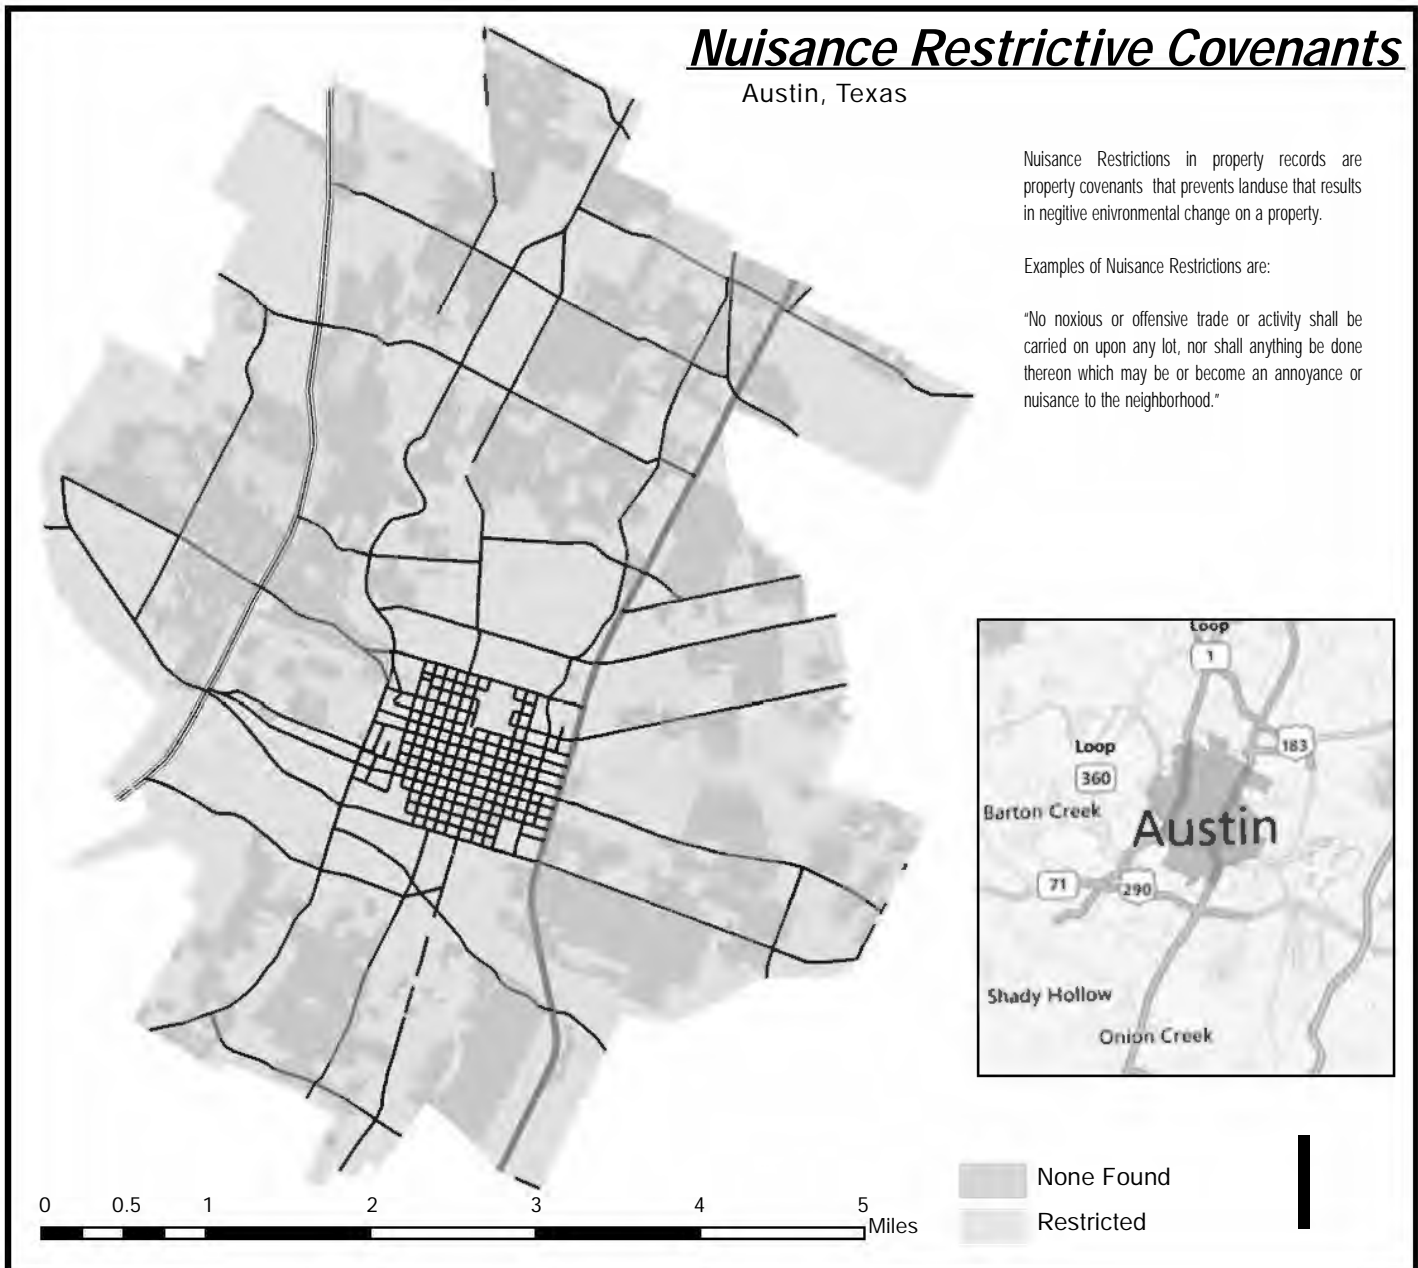 Nuisance Restrictive Covenants
Austin, Texas
Nuisance Restrictions in property records are
property covenants that prevents landuse that results
in negitive enivronmental change on a property.
Examples of Nuisance Restrictions are:
“No noxious or offensive trade or activity shall be
carried on upon any lot, nor shall anything be done
thereon which may be or become an annoyance or
nuisance to the neighborhood.”
Loop
1
183
Loop
360
Barton Creek
Austin
71
290
Shady Hollow
Onion Creek
None Found
Restricted
0 0.5 1 2 3 4 5
Miles